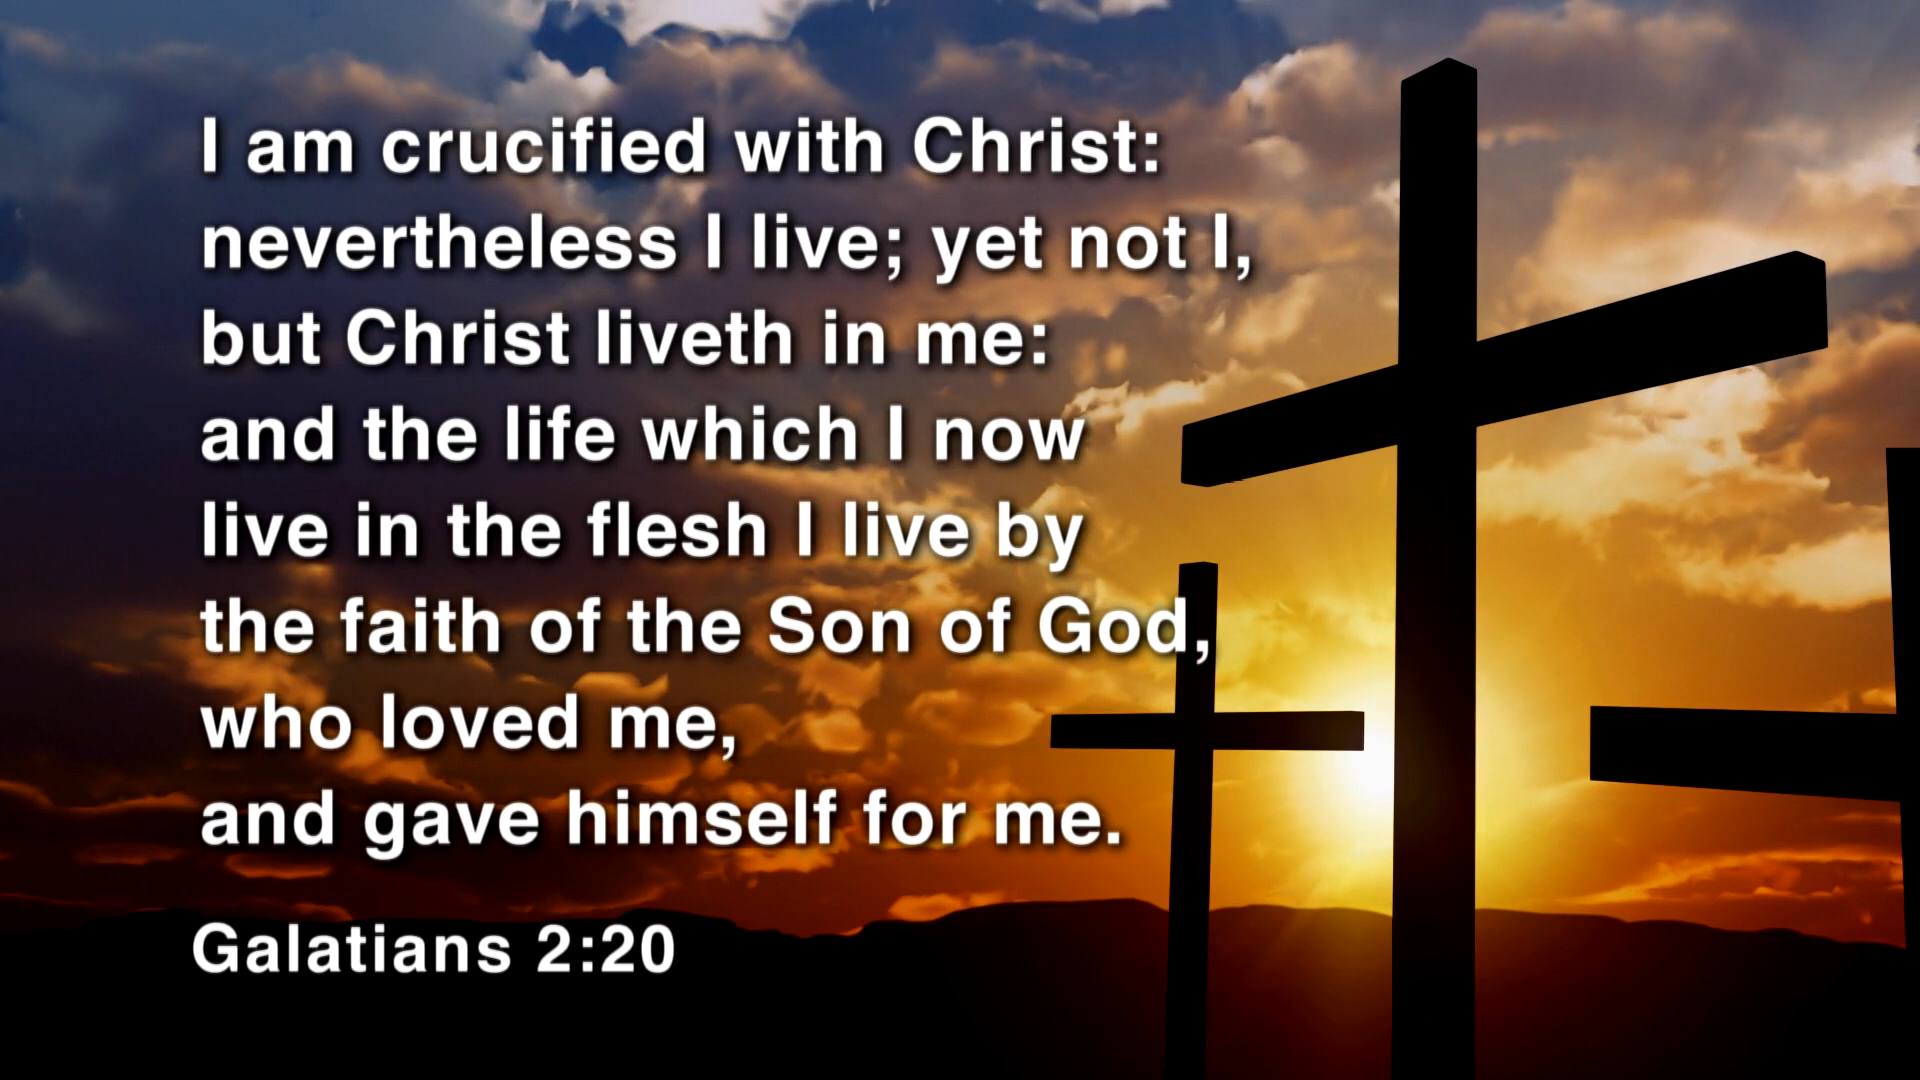 I am crucified with Christ:
nevertheless I live; yet not I,
but Christ liveth in me:
and the life which I now
live in the flesh I live by
the faith of the Son of God,
who loved me,
and gave himself for me.
Galatians 2:20